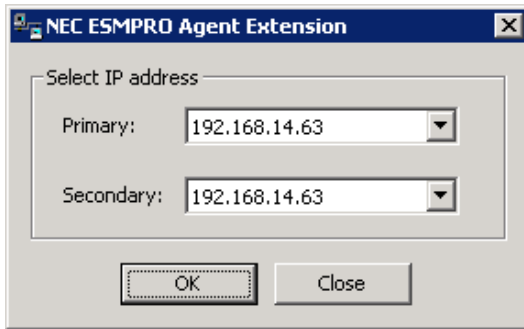 NEC ESMPRO Agent Extension
Select IP address
Primary: 192.168.14.63
Secondary: 192.168.14.63
OK Close